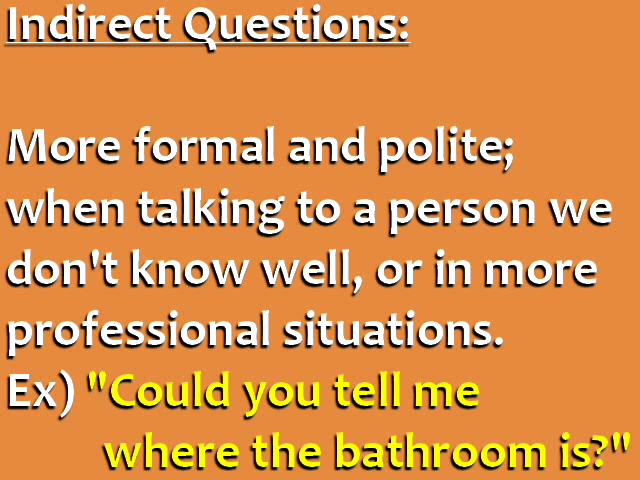 Indirect Questions:
More formal and polite;
when talking to a person we
don't know well, or in more
professional situations.
Ex) "Could you tell me
where the bathroom is?"